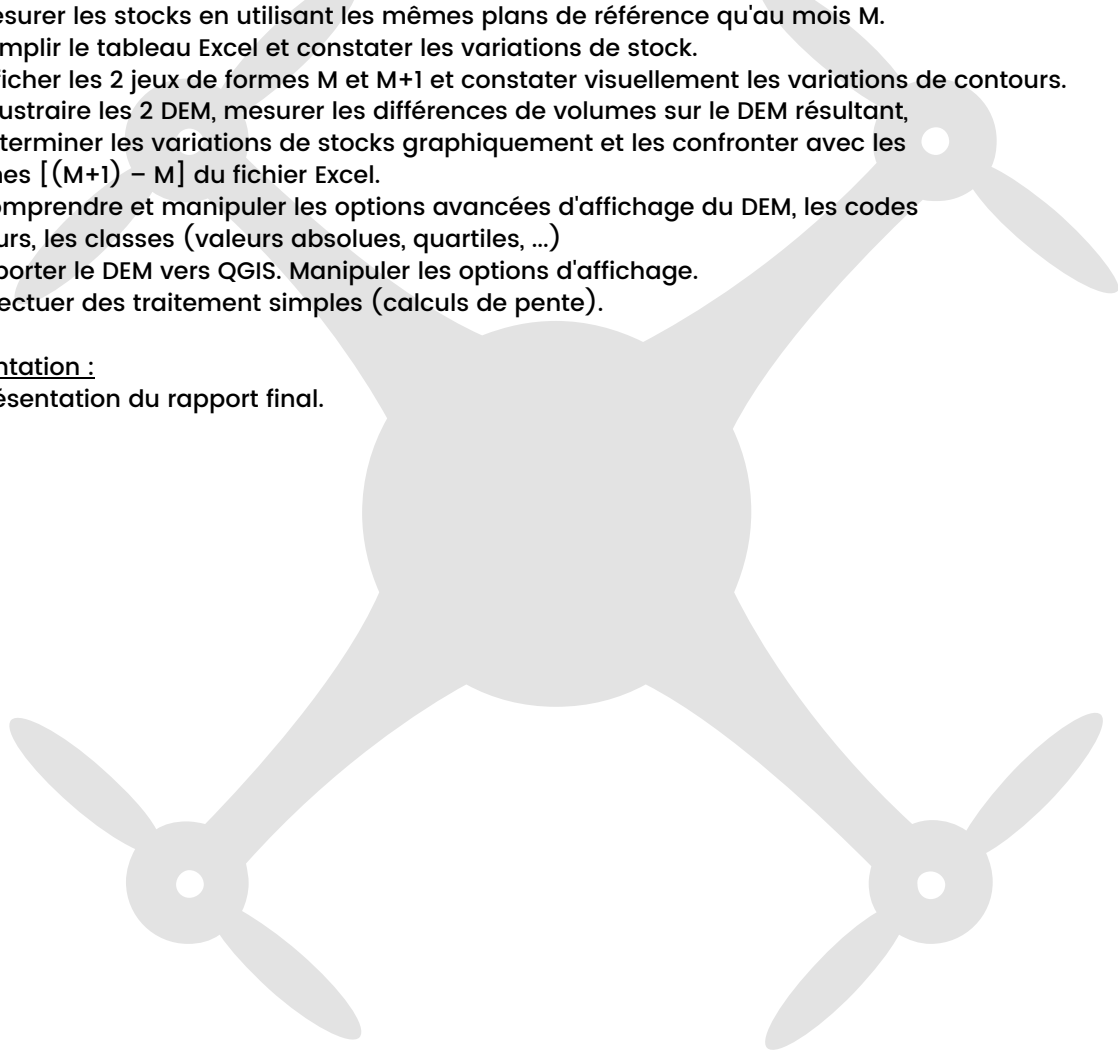 esurer les stocks en utilisant les mêmes plans de référence qu'au mois M.
mplir le tableau Excel et constater les variations de stock.
ficher les 2 jeux de formes M et M+1 et constater visuellement les variations de contours.
ustraire les 2 DEM, mesurer les différences de volumes sur le DEM résultant,
terminer les variations de stocks graphiquement et les confronter avec les
nes [(M+1) – M] du fichier Excel.
omprendre et manipuler les options avancées d'affichage du DEM, les codes
urs, les classes (valeurs absolues, quartiles, ...)
porter le DEM vers QGIS. Manipuler les options d'affichage.
ectuer des traitement simples (calculs de pente).
ntation :
ésentation du rapport final.